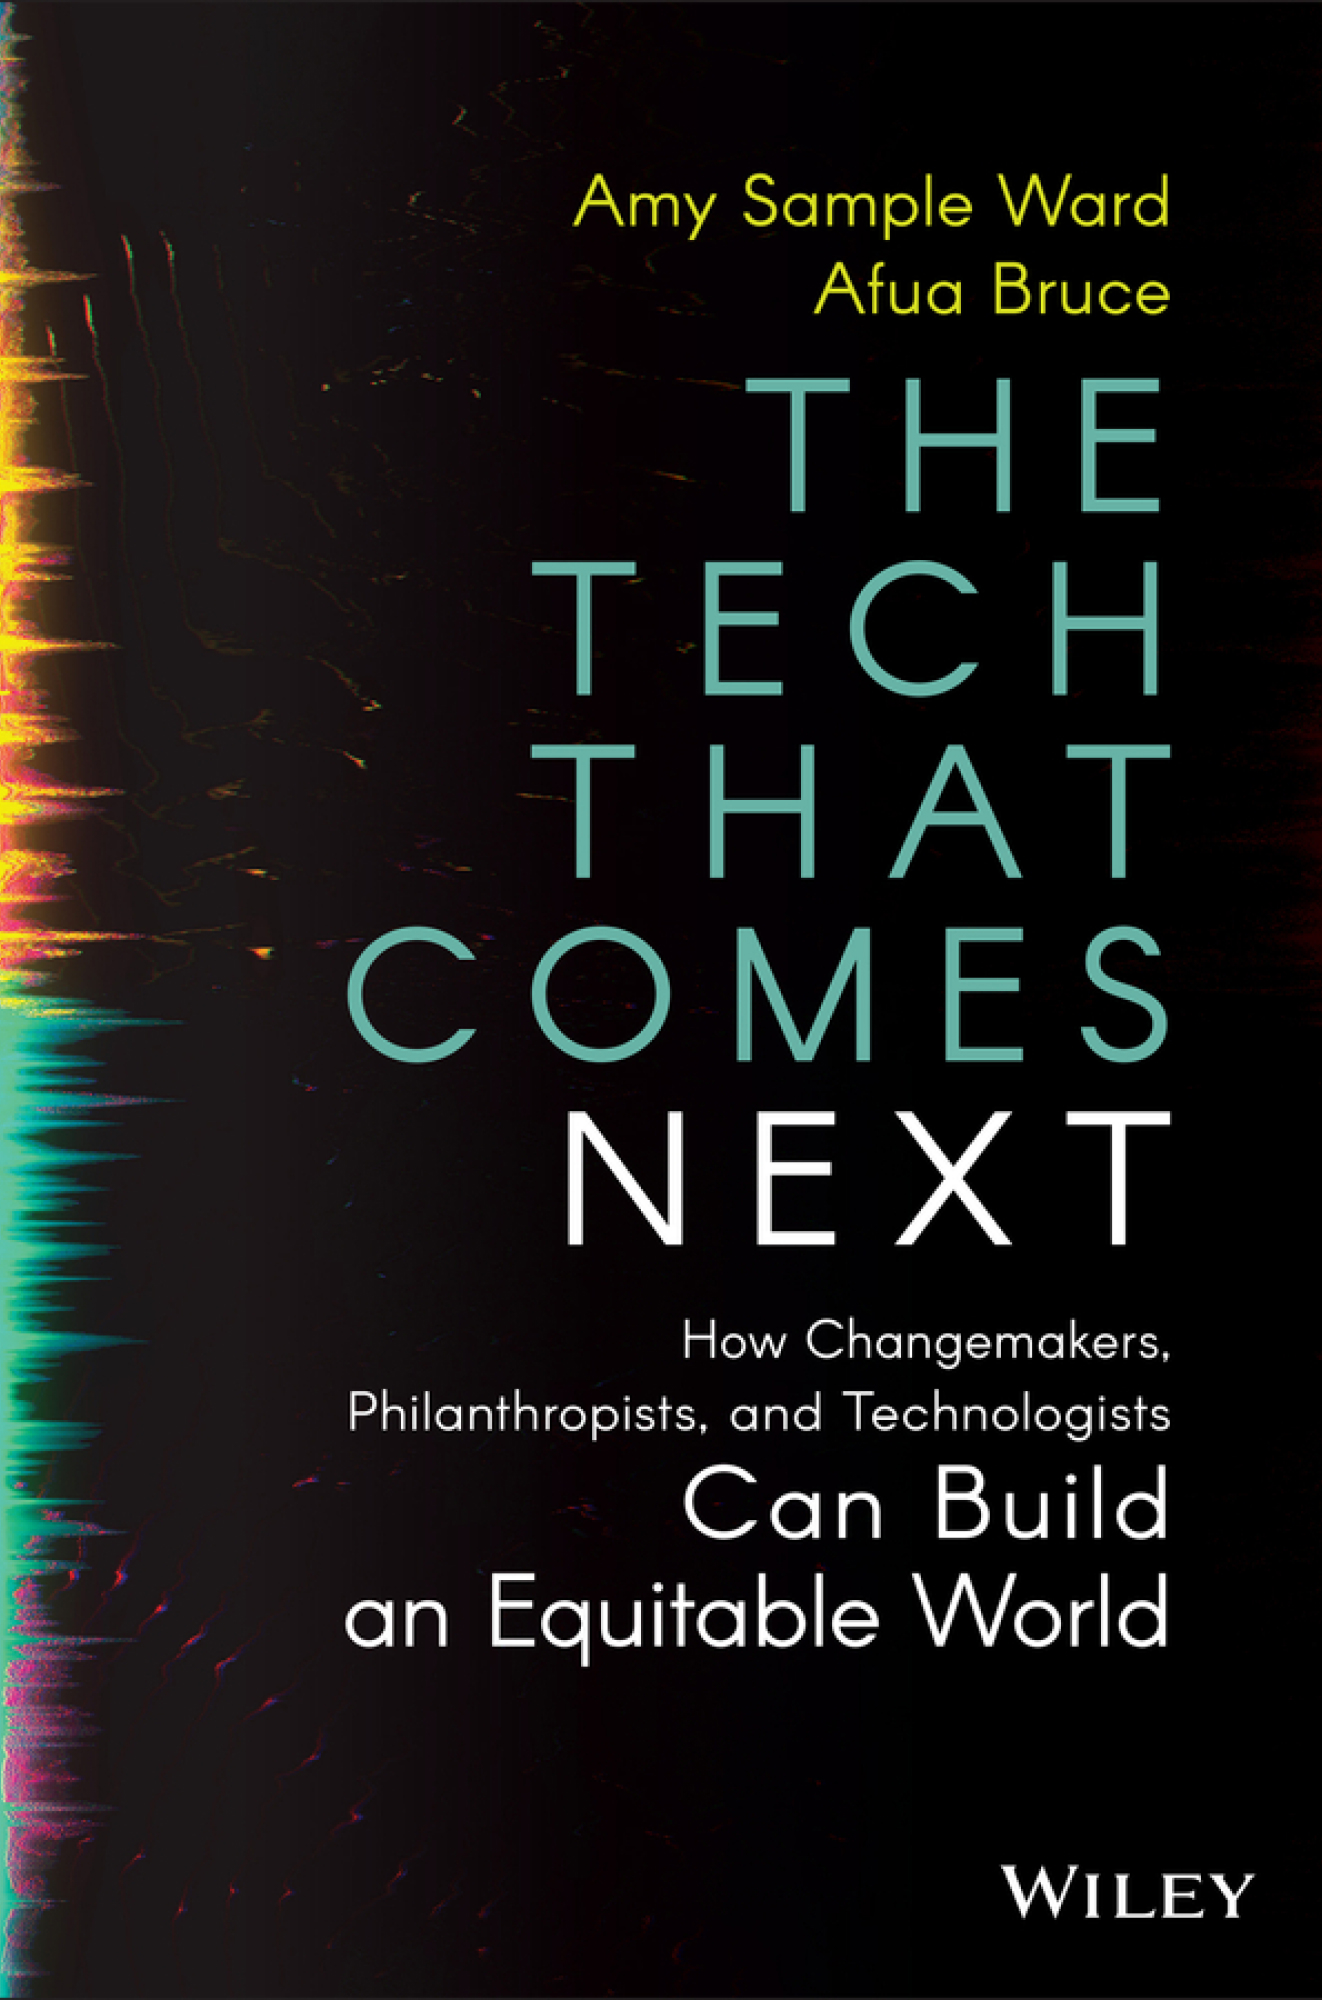 Amy Sample Ward
Afua Bruce
THE
TECH
THAT
COMES
NEXT
How Changemakers,
Philanthropists, and Technologists
Can Build
an Equitable World
WILEY